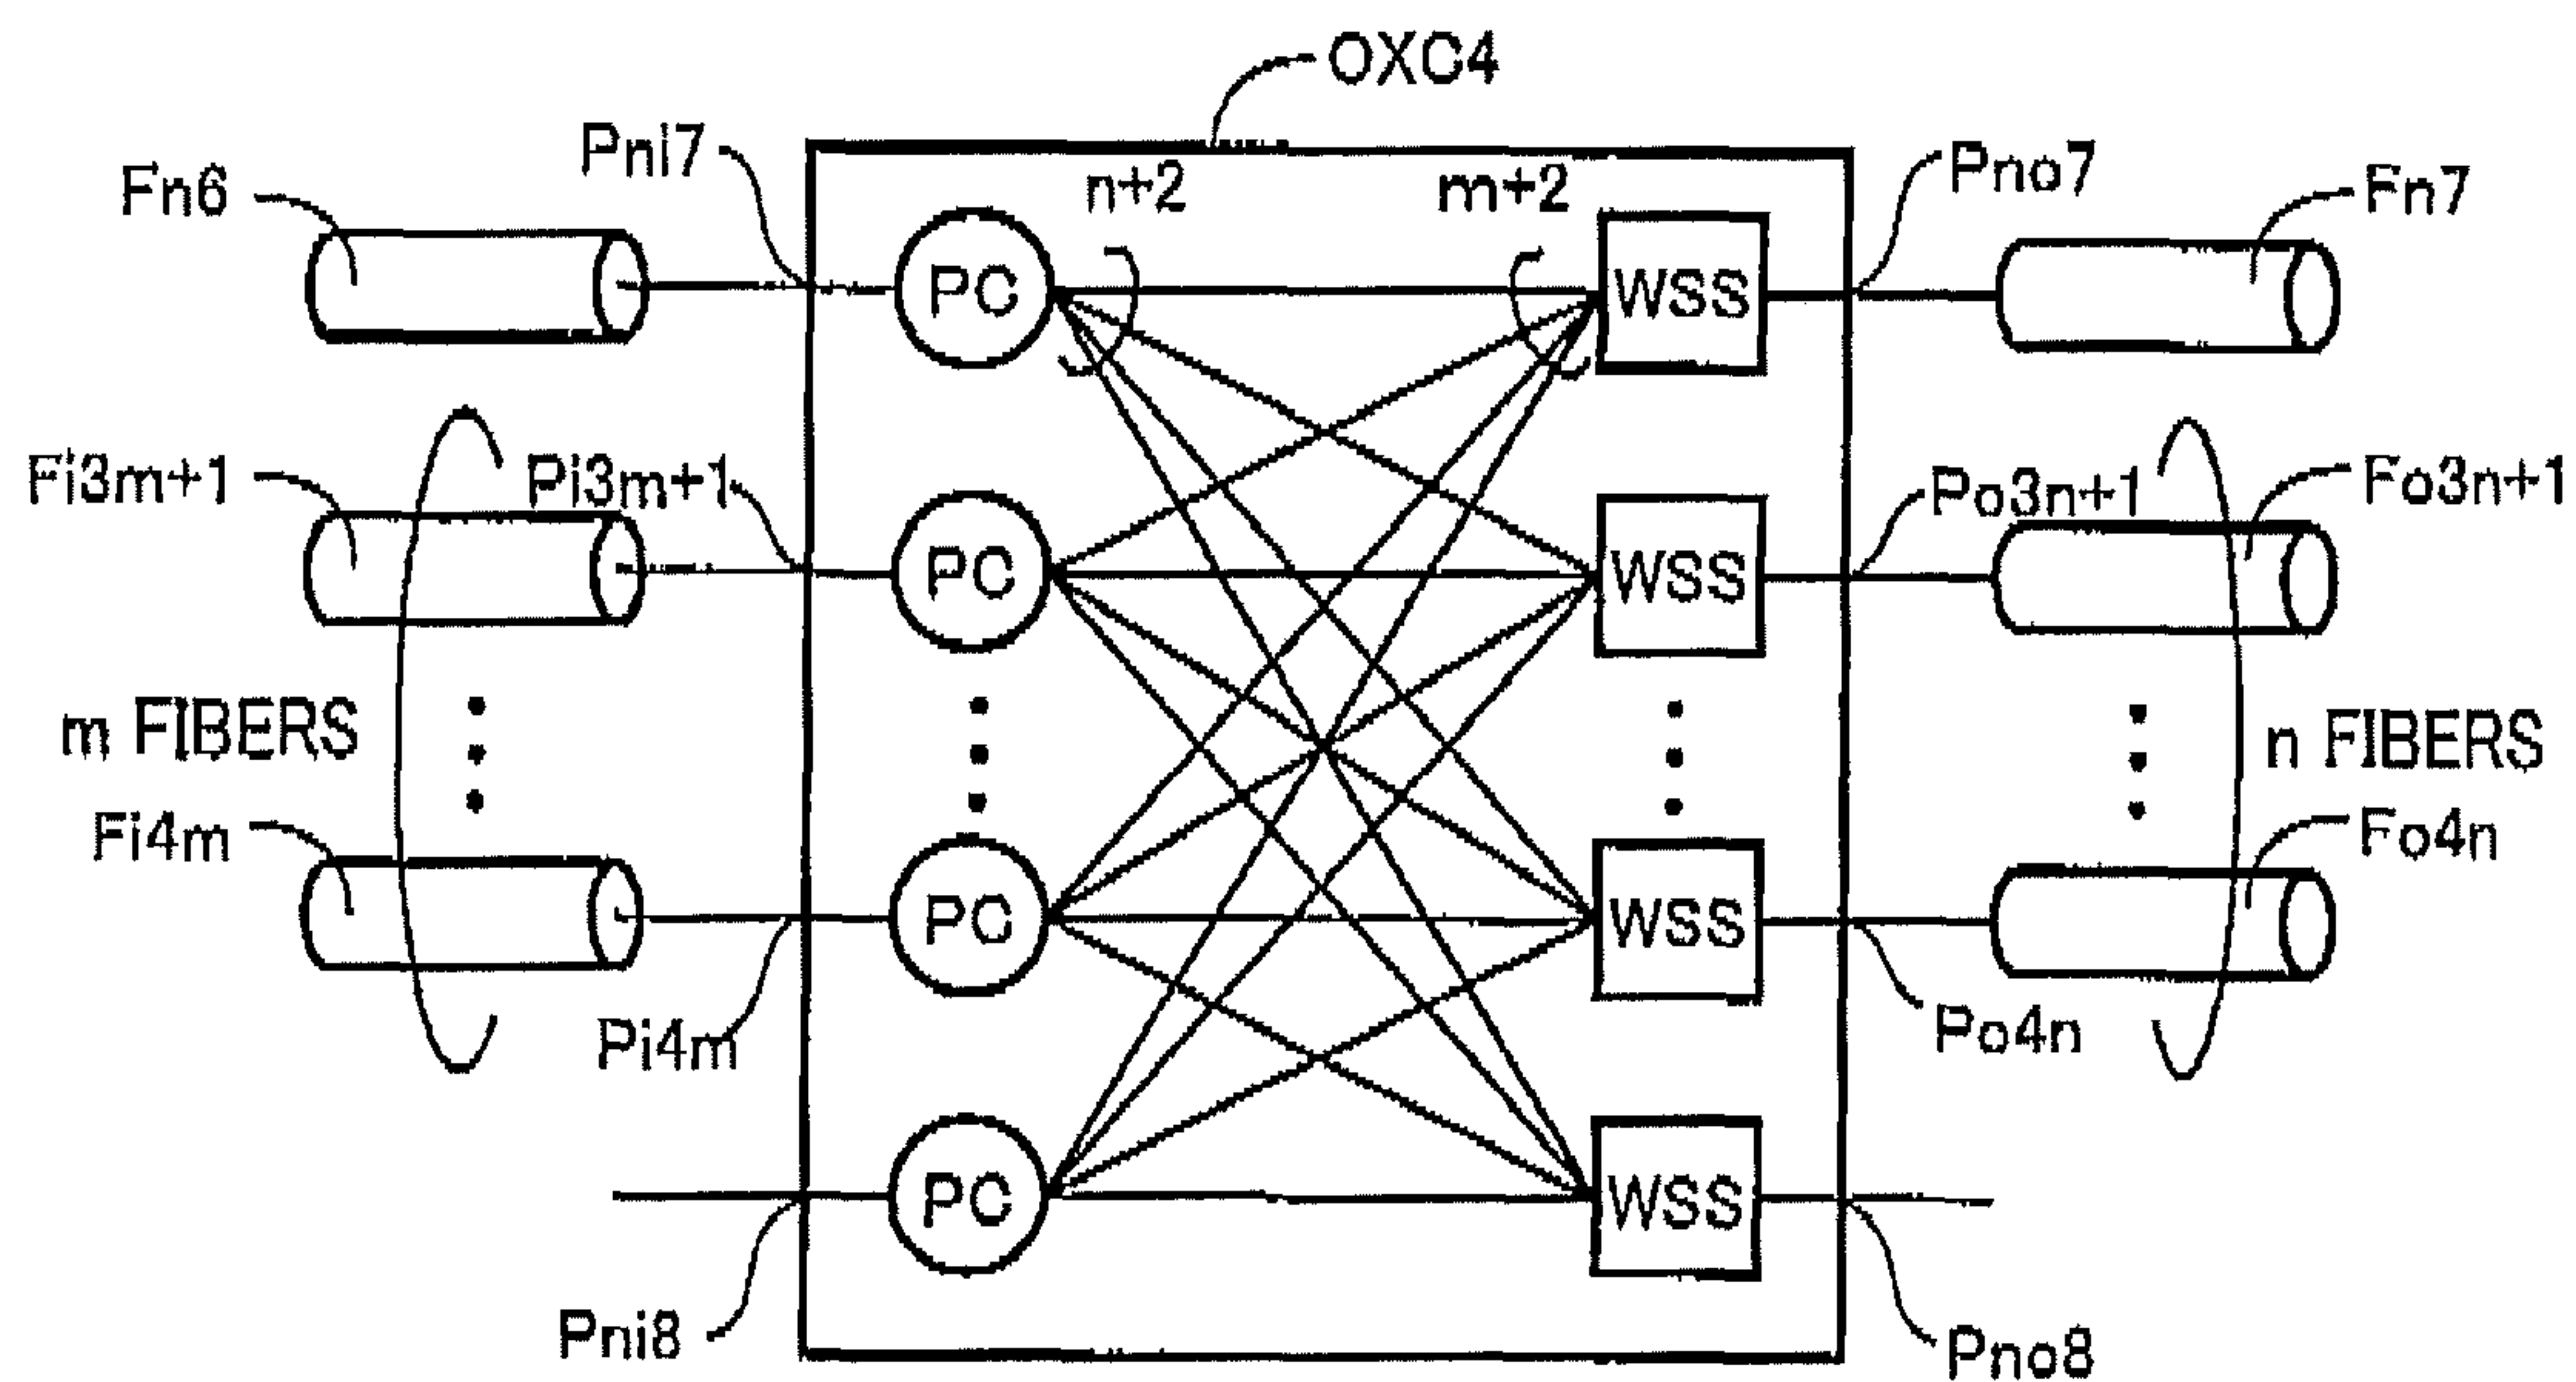 OXC4
Pni7
Fn6
n+2
m+2
Pno7
Fn7
PC
WSS
Fi3m+1
Pi3m+1
PC
WSS
Po3n+1
Fo3n+1
m FIBERS
n FIBERS
Fi4m
PC
WSS
Fo4n
Pi4m
Po4n
PC
WSS
Pni8
Pno8